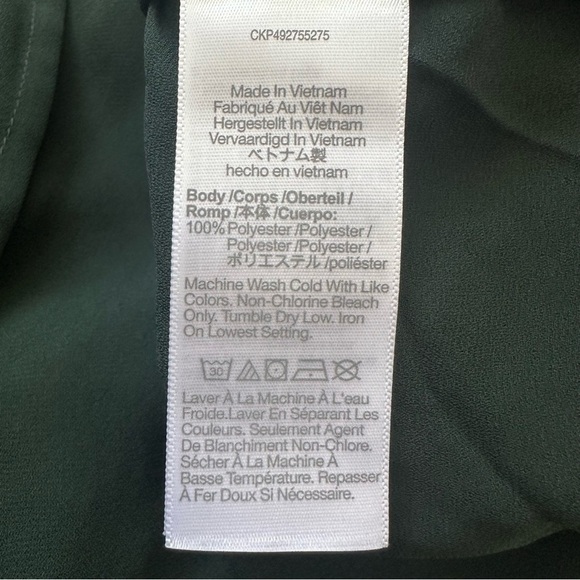 CKP492755275
Made In Vietnam
Fabriqué Au Viêt Nam
Hergestellt In Vietnam
Vervaardigd In Vietnam
ベトナム製
hecho en vietnam
Body /Corps /Oberteil /
Romp /本体 /Cuerpo:
100% Polyester /Polyester /
Polyester /Polyester /
ポリエステル /poliéster
Machine Wash Cold With Like
Colors. Non-Chlorine Bleach
Only. Tumble Dry Low. Iron
On Lowest Setting.
30
Laver À La Machine À L'eau
Froide.Laver En Séparant Les
Couleurs. Seulement Agent
De Blanchiment Non-Chlore.
Sécher À La Machine À
Basse Température. Repasser
À Fer Doux Si Nécessaire.